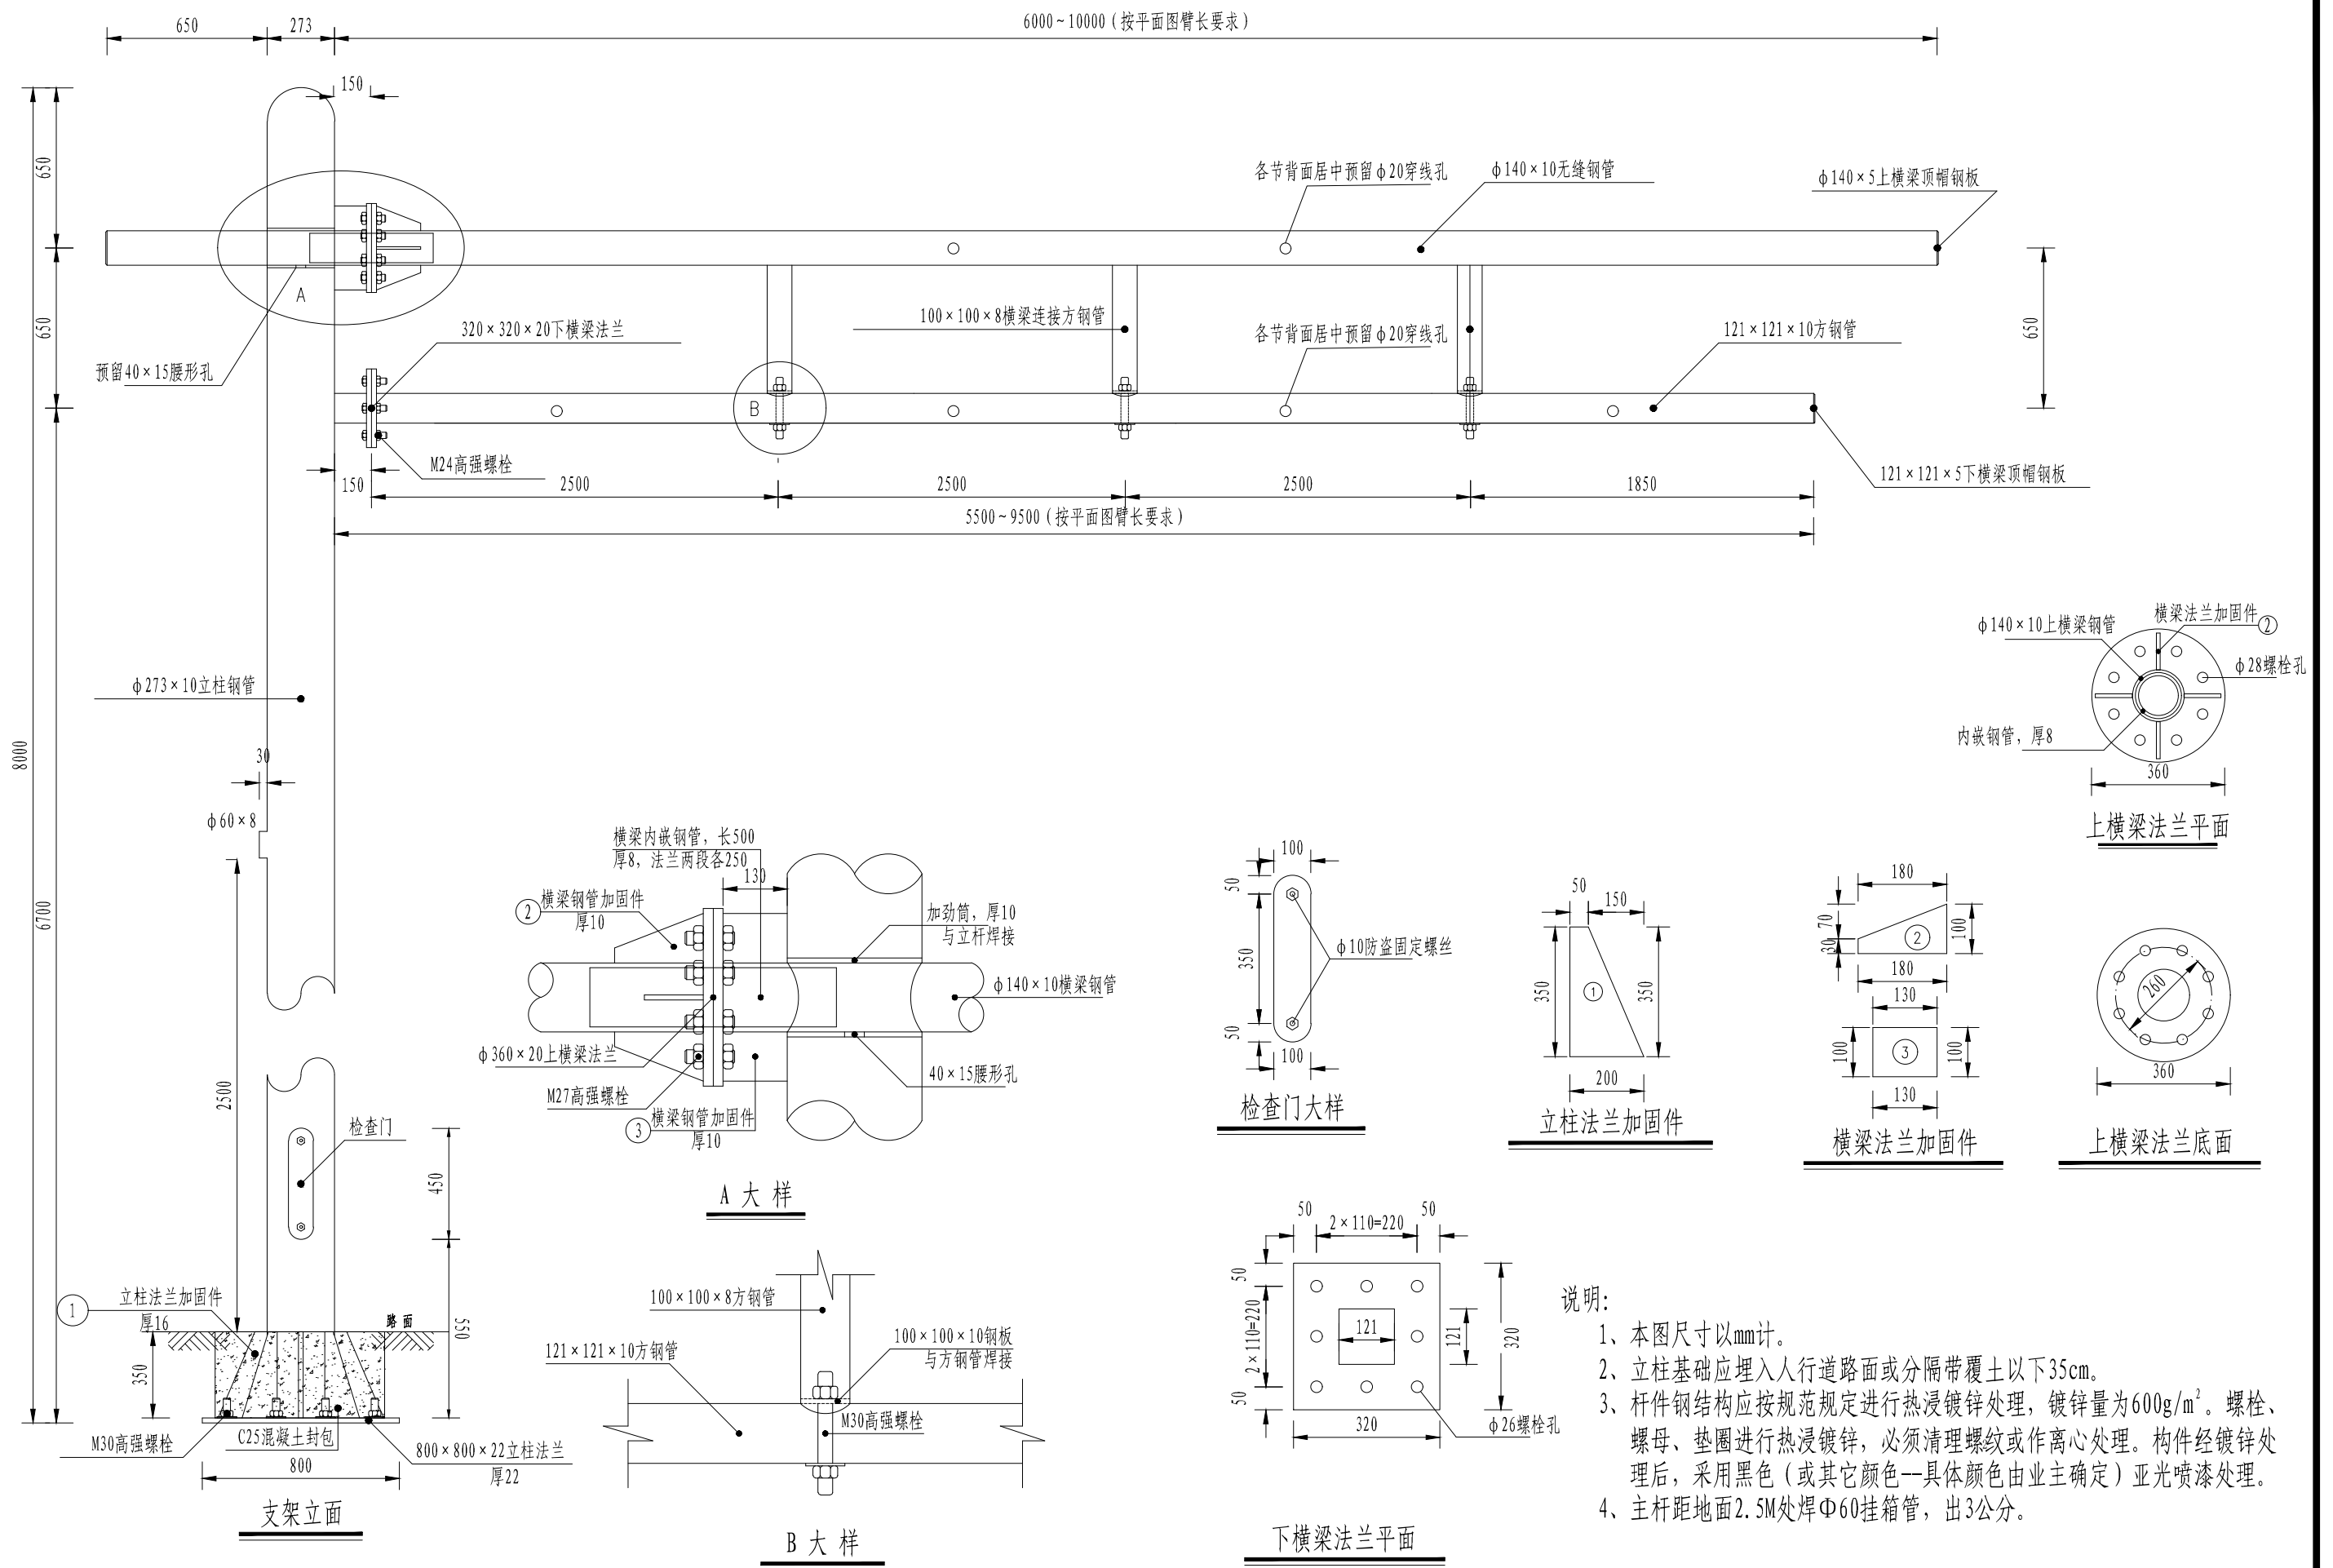 650
273
6000~10000（按平面图臂长要求）
150
650
650
8000
6700
各节背面居中预留ф20穿线孔
ф140×10无缝钢管
ф140×5上横梁顶帽钢板
A
320×320×20下横梁法兰
100×100×8横梁连接方钢管
各节背面居中预留ф20穿线孔
121×121×10方钢管
650
预留40×15腰形孔
B
M24高强螺栓
121×121×5下横梁顶帽钢板
150
2500
2500
2500
1850
5500~9500（按平面图臂长要求）
ф273×10立柱钢管
30
ф60×8
2500
检查门
450
550
路面
1
立柱法兰加固件
厚16
350
M30高强螺栓
C25混凝土封包
800×800×22立柱法兰
厚22
800
支架立面
横梁内嵌钢管，长500
厚8，法兰两段各250
130
2
横梁钢管加固件
厚10
加劲筒，厚10
与立杆焊接
ф140×10横梁钢管
ф360×20上横梁法兰
M27高强螺栓
40×15腰形孔
3
横梁钢管加固件
厚10
A 大 样
100×100×8方钢管
121×121×10方钢管
100×100×10钢板
与方钢管焊接
M30高强螺栓
B 大 样
100
50
350
50
100
ф10防盗固定螺丝
检查门大样
50
150
350
1
350
200
立柱法兰加固件
180
70
30
2
100
180
130
100
3
100
130
横梁法兰加固件
横梁法兰加固件
2
ф140×10上横梁钢管
ф28螺栓孔
内嵌钢管，厚8
360
上横梁法兰平面
260
360
上横梁法兰底面
50
2×110=220
50
50
2×110=220
50
121
121
320
320
ф26螺栓孔
下横梁法兰平面
说明：
1、本图尺寸以mm计。
2、立柱基础应埋入人行道路面或分隔带覆土以下35cm。
3、杆件钢结构应按规范规定进行热浸镀锌处理，镀锌量为600g/m²。螺栓、
螺母、垫圈进行热浸镀锌，必须清理螺纹或作离心处理。构件经镀锌处
理后，采用黑色（或其它颜色--具体颜色由业主确定）亚光喷漆处理。
4、主杆距地面2.5M处焊Ф60挂箱管，出3公分。